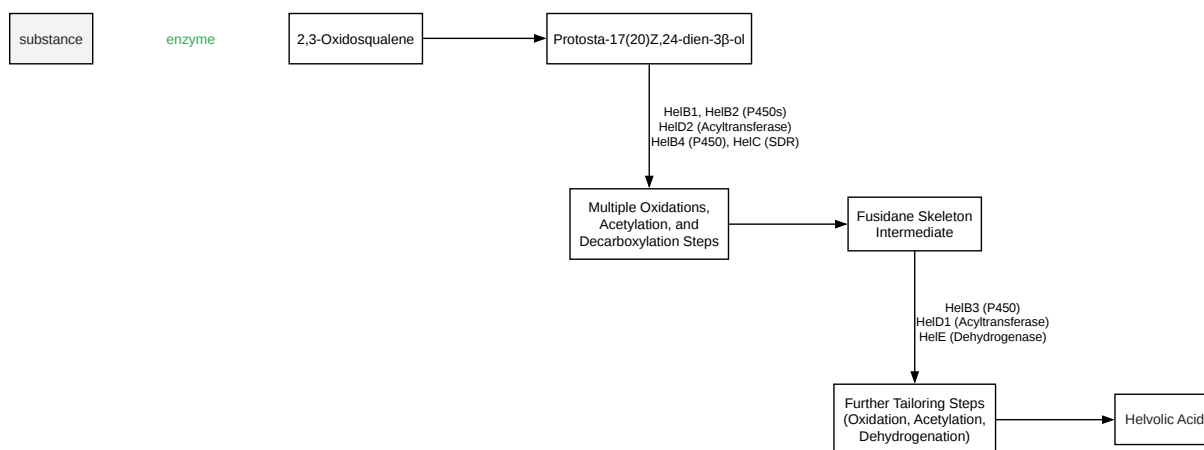 substance
enzyme
2,3-Oxidosqualene
Protosta-17(20)Z,24-dien-3β-ol
HelB1, HelB2 (P450s)
HelD2 (Acyltransferase)
HelB4 (P450), HelC (SDR)
Multiple Oxidations,
Acetylation, and
Decarboxylation Steps
Fusidane Skeleton
Intermediate
HelB3 (P450)
HelD1 (Acyltransferase)
HelE (Dehydrogenase)
Further Tailoring Steps
(Oxidation, Acetylation,
Dehydrogenation)
Helvolic Acid